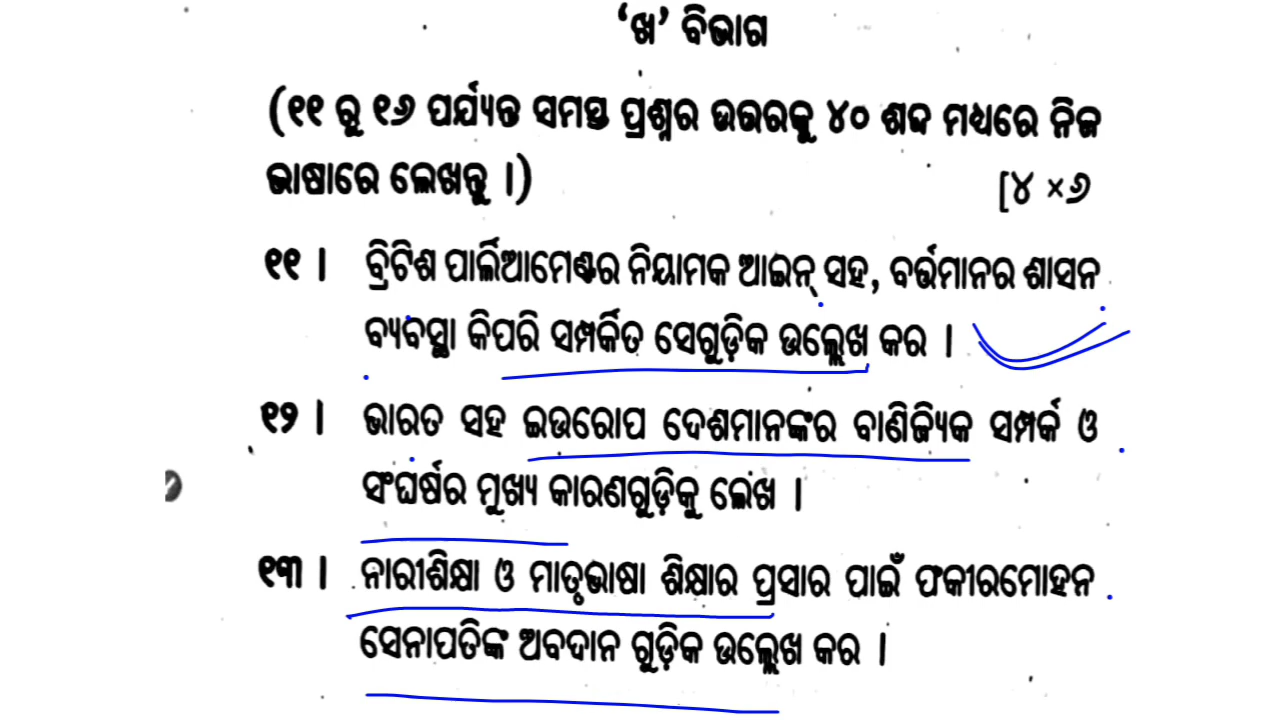 ‘ଖ’ ବିଭାଗ
(୧୧ ରୁ ୧୬ ପର୍ଯ୍ୟନ୍ତ ସମସ୍ତ ପ୍ରଶ୍ନର ଉତ୍ତରକୁ ୪୦ ଶବ୍ଦ ମଧ୍ୟରେ ନିଜ
ଭାଷାରେ ଲେଖନ୍ତୁ ।)
[୪ ×୬
୧୧ । ବ୍ରିଟିଶ ପାର୍ଲିଆମେଣ୍ଟର ନିୟାମକ ଆଇନ୍ ସହ, ବର୍ତ୍ତମାନର ଶାସନ
ବ୍ୟବସ୍ଥା କିପରି ସମ୍ପର୍କିତ ସେଗୁଡ଼ିକ ଉଲ୍ଲେଖ କର ।
୧୨ । ଭାରତ ସହ ଇଉରୋପ ଦେଶମାନଙ୍କର ବାଣିଜ୍ୟିକ ସମ୍ପର୍କ ଓ
ସଂଘର୍ଷର ମୁଖ୍ୟ କାରଣଗୁଡ଼ିକୁ ଲେଖ ।
୧୩ । ନାରୀଶିକ୍ଷା ଓ ମାତୃଭାଷା ଶିକ୍ଷାର ପ୍ରସାର ପାଇଁ ଫକୀରମୋହନ
ସେନାପତିଙ୍କ ଅବଦାନ ଗୁଡ଼ିକ ଉଲ୍ଲେଖ କର ।